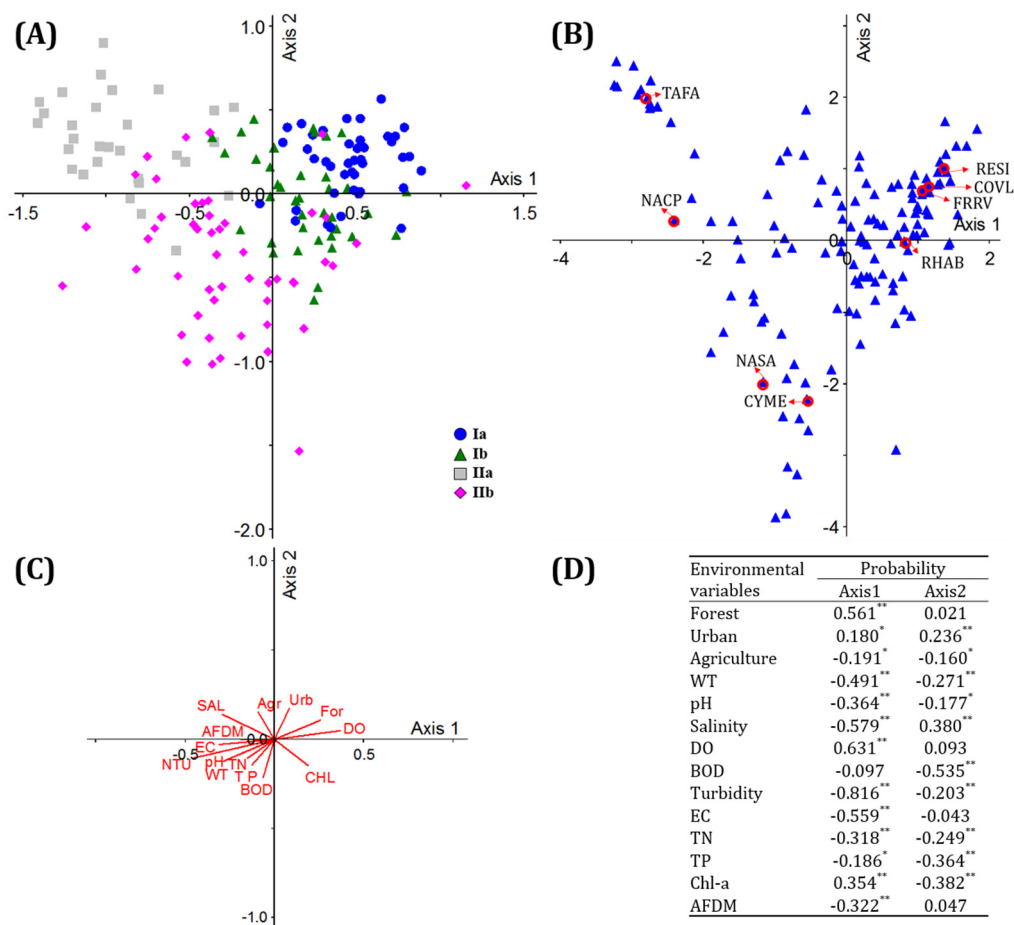 (A)
Axis 2
1.0
Axis 1
-1.5
-0.5
0.0
0.5
1.5
-1.0
-2.0
Ia
Ib
IIa
IIb
(B)
Axis 2
2
TAFA
NACP
RESI
COVL
FRRV
Axis 1
RHAB
-4
-2
0
2
NASA
CYME
-2
-4
(C)
Axis 2
1.0
SAL
Agr
Urb
For
Axis 1
DO
AFDM
EC
0.0
-0.5
0.5
NTU
pH
TN
WT
T P
CHL
BOD
-1.0
(D)
Environmental variables Probability
Axis1 Axis2
Forest 0.561** 0.021
Urban 0.180* 0.236**
Agriculture -0.191* -0.160*
WT -0.491** -0.271**
pH -0.364** -0.177*
Salinity -0.579** 0.380**
DO 0.631** 0.093
BOD -0.097 -0.535**
Turbidity -0.816** -0.203**
EC -0.559** -0.043
TN -0.318** -0.249**
TP -0.186* -0.364**
Chl-a 0.354** -0.382**
AFDM -0.322** 0.047